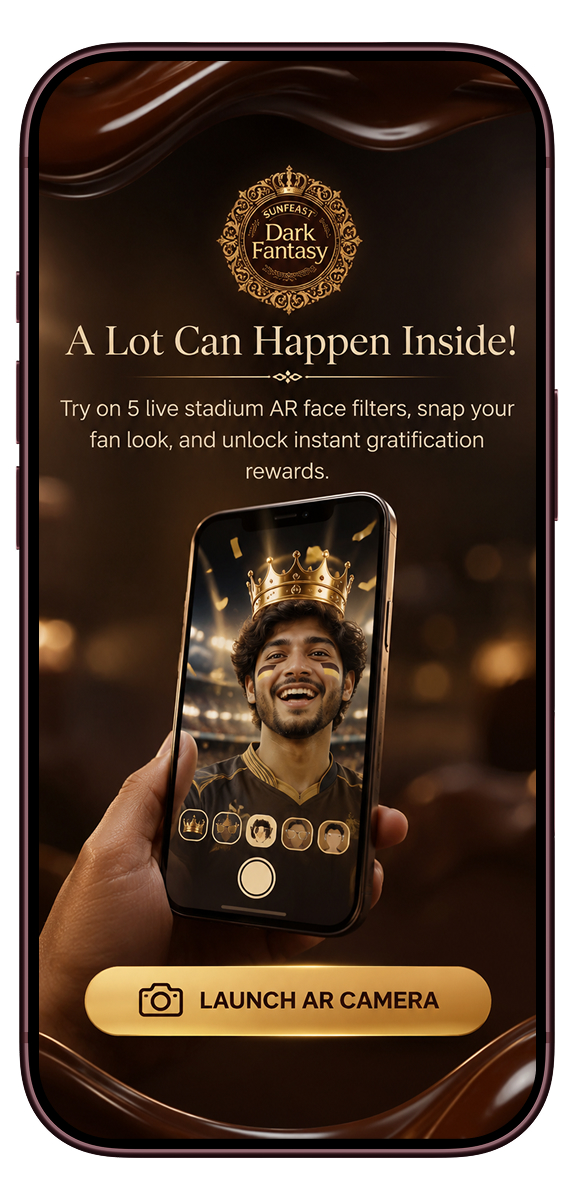 SUNFEAST
Dark
Fantasy
A Lot Can Happen Inside!
Try on 5 live stadium AR face filters, snap your
fan look, and unlock instant gratification
rewards.
LAUNCH AR CAMERA